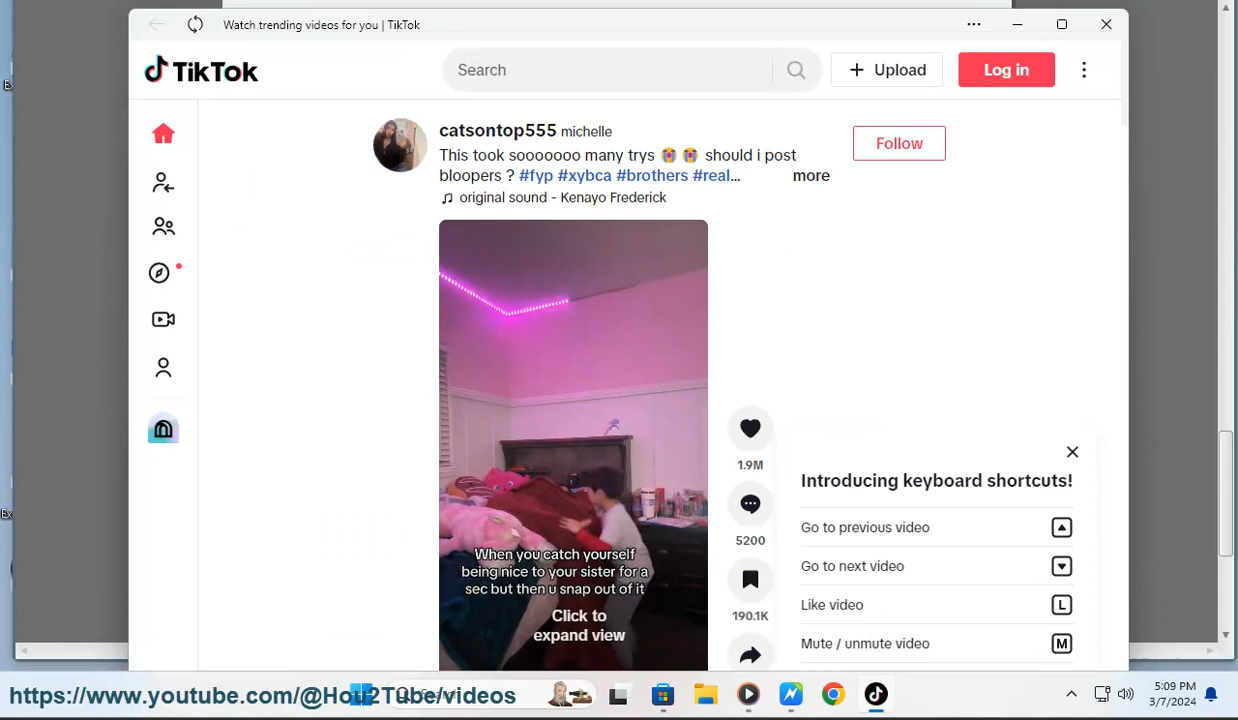 Watch trending videos for you | TikTok
TikTok
Search
Upload
Log in
catsontop555 michelle
This took sooooooo many trys 😭 😭 should i post
bloopers ? #fyp #xybca #brothers #real...
more
Follow
original sound - Kenayo Frederick
When you catch yourself
being nice to your sister for a
sec but then u snap out of it
Click to
expand view
1.9M
5200
190.1K
Introducing keyboard shortcuts!
Go to previous video
Go to next video
Like video L
Mute / unmute video M
https://www.youtube.com/@Hou2Tube/videos
5:09 PM
3/7/2024
Ex
Ex